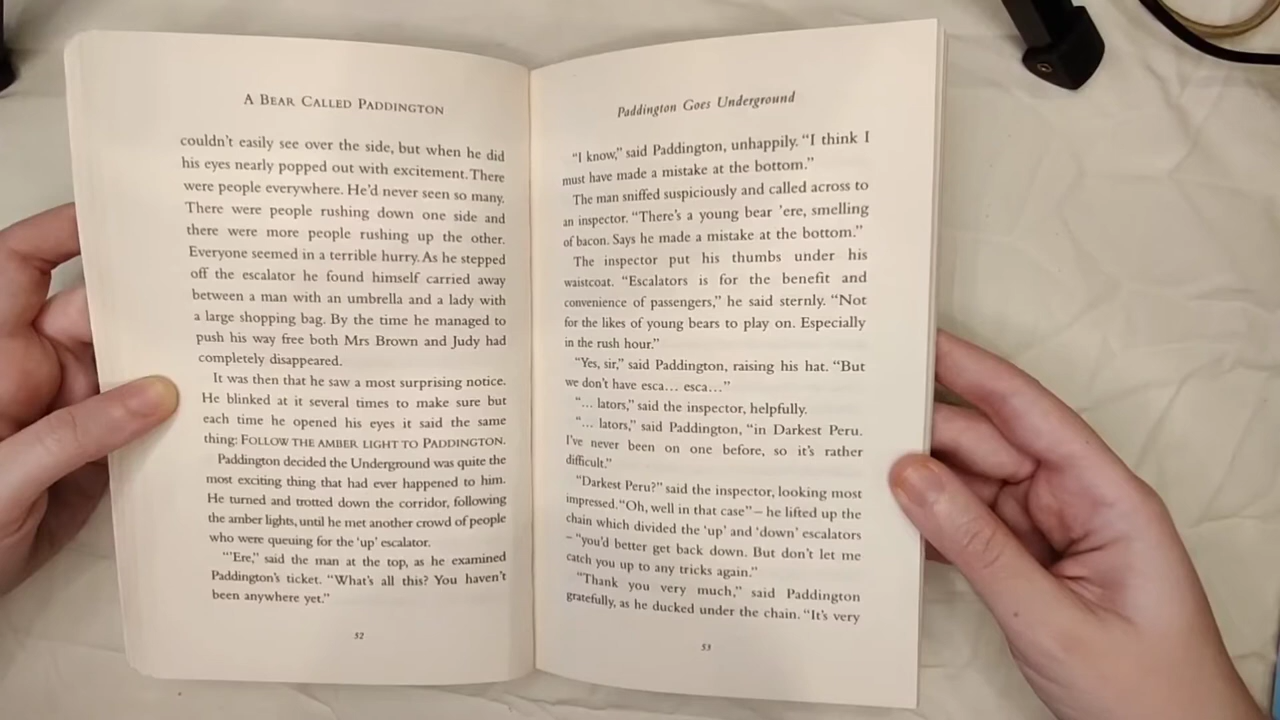 A BEAR CALLED PADDINGTON
couldn't easily see over the side, but when he did
his eyes nearly popped out with excitement. There
were people everywhere. He'd never seen so many.
There were people rushing down one side and
there were more people rushing up the other.
Everyone seemed in a terrible hurry. As he stepped
off the escalator he found himself carried away
between a man with an umbrella and a lady with
a large shopping bag. By the time he managed to
push his way free both Mrs Brown and Judy had
completely disappeared.
It was then that he saw a most surprising notice.
He blinked at it several times to make sure but
each time he opened his eyes it said the same
thing: FOLLOW THE AMBER LIGHT TO PADDINGTON.
Paddington decided the Underground was quite the
most exciting thing that had ever happened to him.
He turned and trotted down the corridor, following
the amber lights, until he met another crowd of people
who were queuing for the 'up' escalator.
"'Ere," said the man at the top, as he examined
Paddington's ticket. "What's all this? You haven't
been anywhere yet."
52
Paddington Goes Underground
"I know," said Paddington, unhappily. "I think I
must have made a mistake at the bottom."
The man sniffed suspiciously and called across to
an inspector. "There's a young bear 'ere, smelling
of bacon. Says he made a mistake at the bottom."
The inspector put his thumbs under his
waistcoat. "Escalators is for the benefit and
convenience of passengers," he said sternly. "Not
for the likes of young bears to play on. Especially
in the rush hour."
"Yes, sir," said Paddington, raising his hat. "But
we don't have esca… esca…"
"… lators," said the inspector, helpfully.
"… lators," said Paddington, "in Darkest Peru.
I've never been on one before, so it's rather
difficult."
"Darkest Peru?" said the inspector, looking most
impressed. "Oh, well in that case" – he lifted up the
chain which divided the 'up' and 'down' escalators
– "you'd better get back down. But don't let me
catch you up to any tricks again."
"Thank you very much," said Paddington
gratefully, as he ducked under the chain. "It's very
53